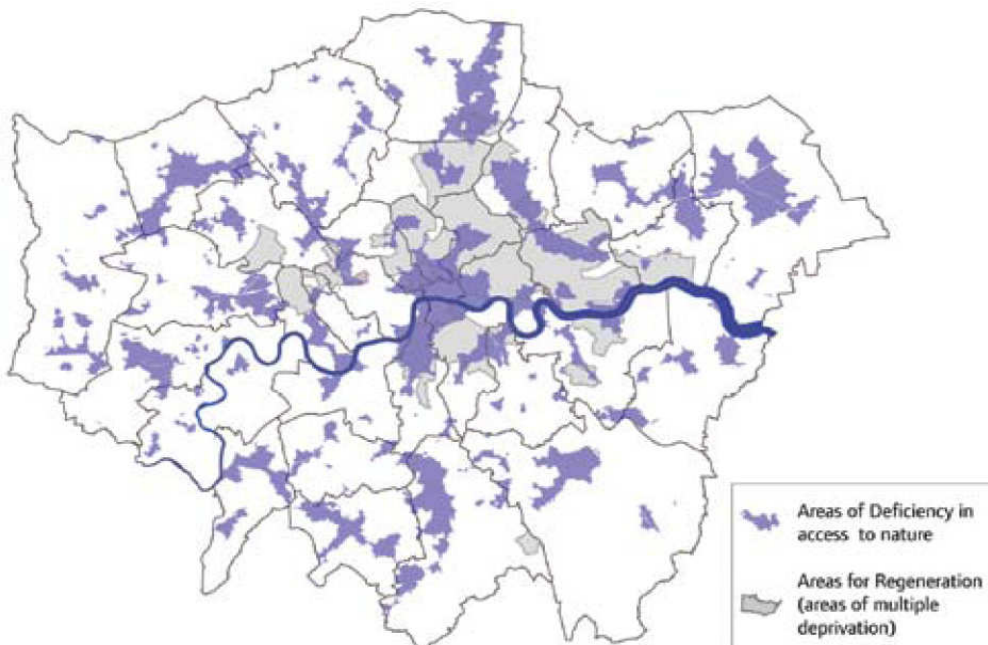 Areas of Deficiency in
access to nature
Areas for Regeneration
(areas of multiple
deprivation)